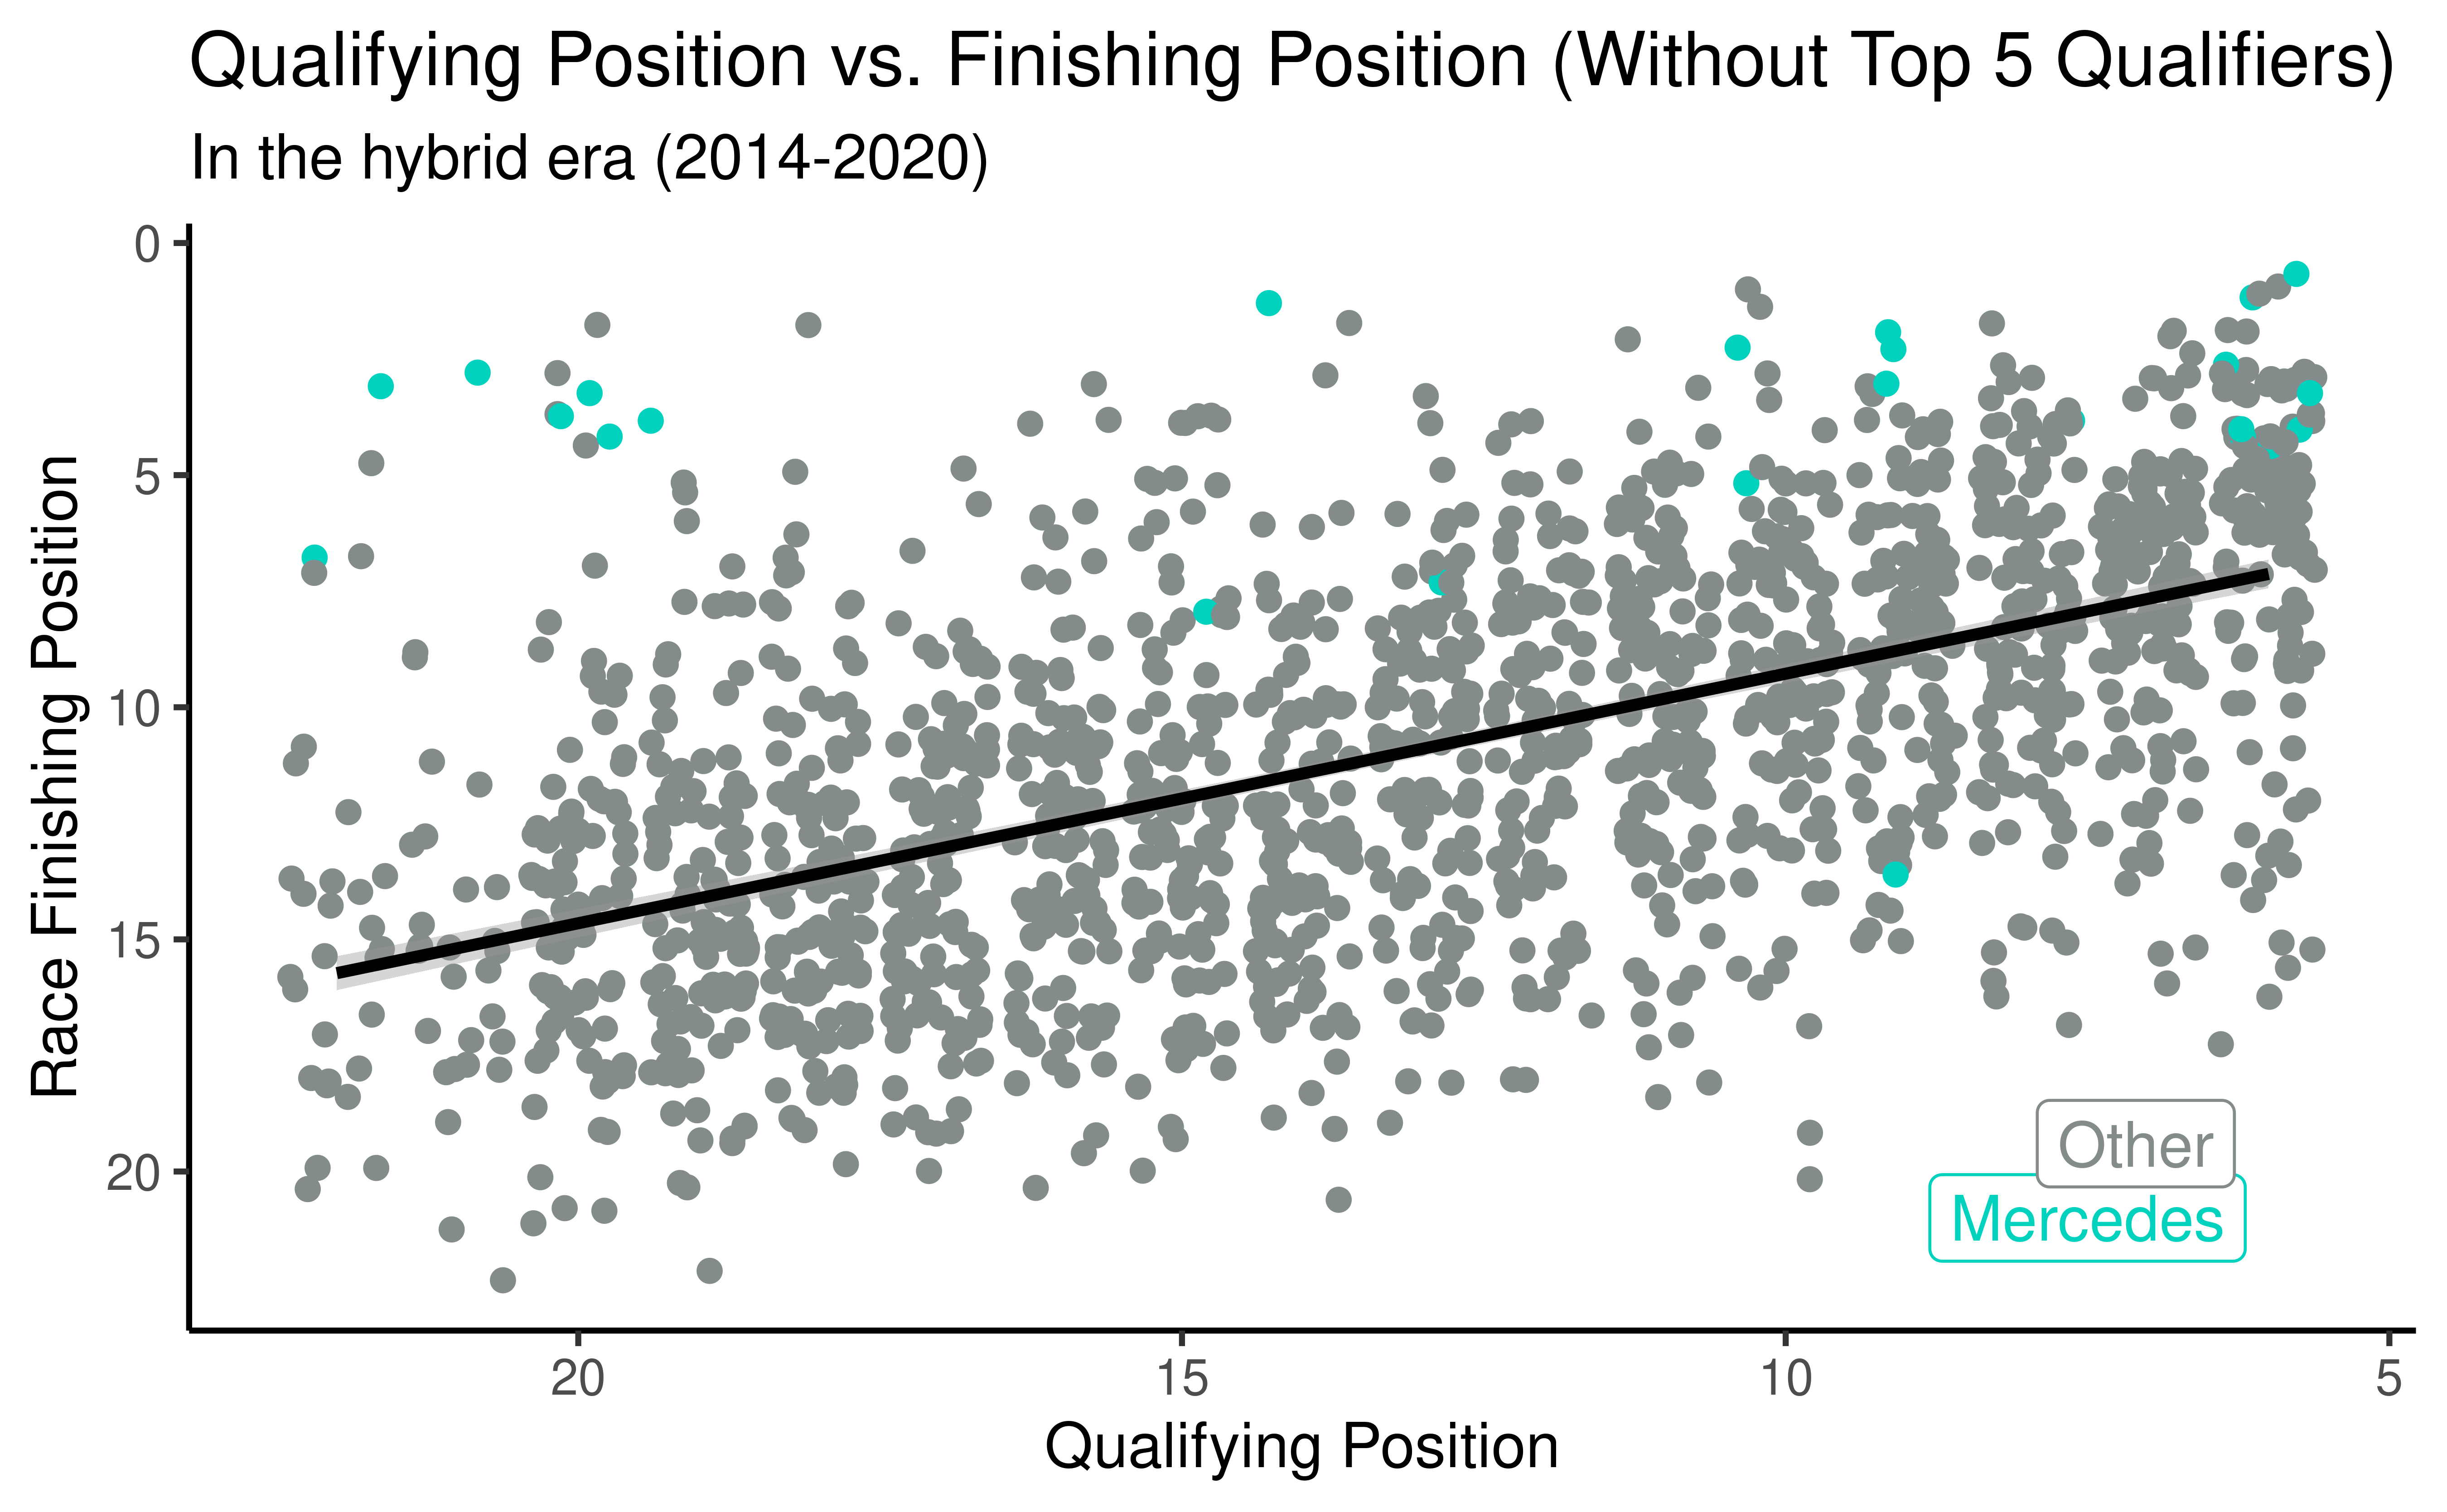 Qualifying Position vs. Finishing Position (Without Top 5 Qualifiers)
In the hybrid era (2014-2020)
Race Finishing Position
0
5
10
15
20
Other
Mercedes
20
15
10
5
Qualifying Position